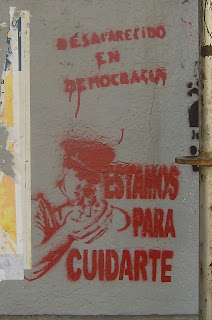 DESAPARECIDO
EN
DEMOCRACIA
ESTAMOS
PARA
CUIDARTE